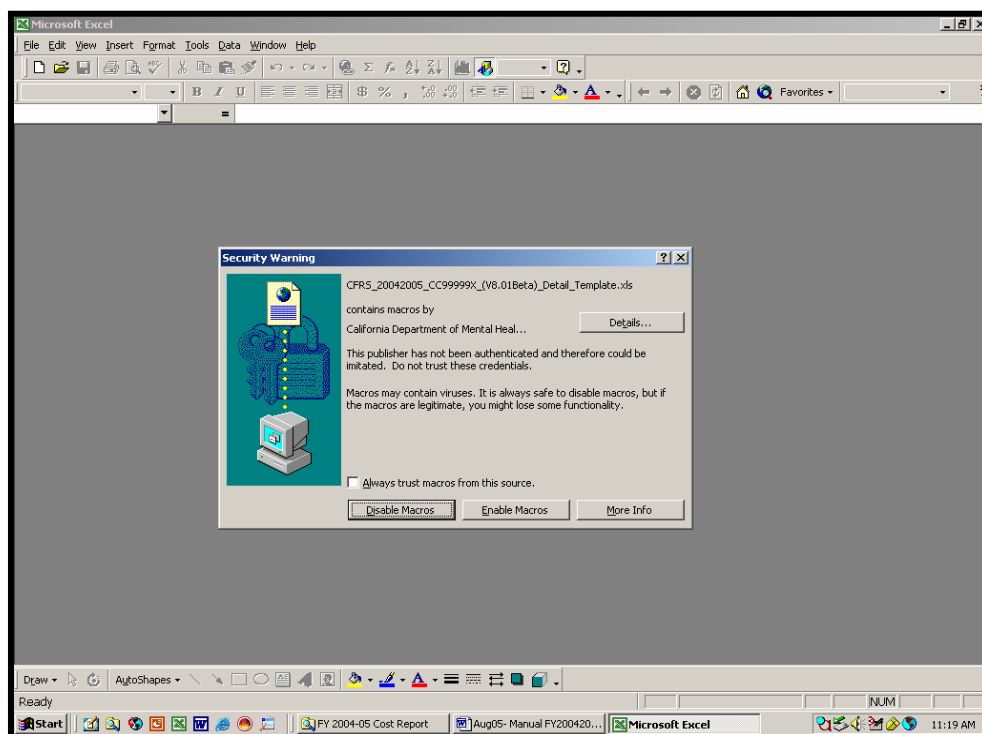 Microsoft Excel
File Edit View Insert Format Tools Data Window Help
ABC Σ fx A Z Z A ?
B I U $ % , Favorites
=
Security Warning
CFRS_20042005_CC99999X_(V8.01Beta)_Detail_Template.xls
contains macros by
California Department of Mental Heal...
Details...
This publisher has not been authenticated and therefore could be
imitated. Do not trust these credentials.
Macros may contain viruses. It is always safe to disable macros, but if
the macros are legitimate, you might lose some functionality.
Always trust macros from this source.
Disable Macros Enable Macros More Info
Draw AutoShapes A A
Ready NUM
Start FY 2004-05 Cost Report Aug05- Manual FY200420... Microsoft Excel 11:19 AM